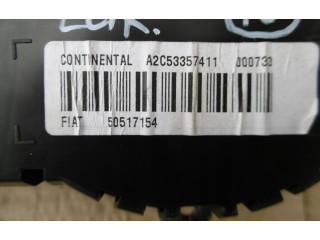 CONTINENTAL A2C53357411 000733
FIAT 50517154